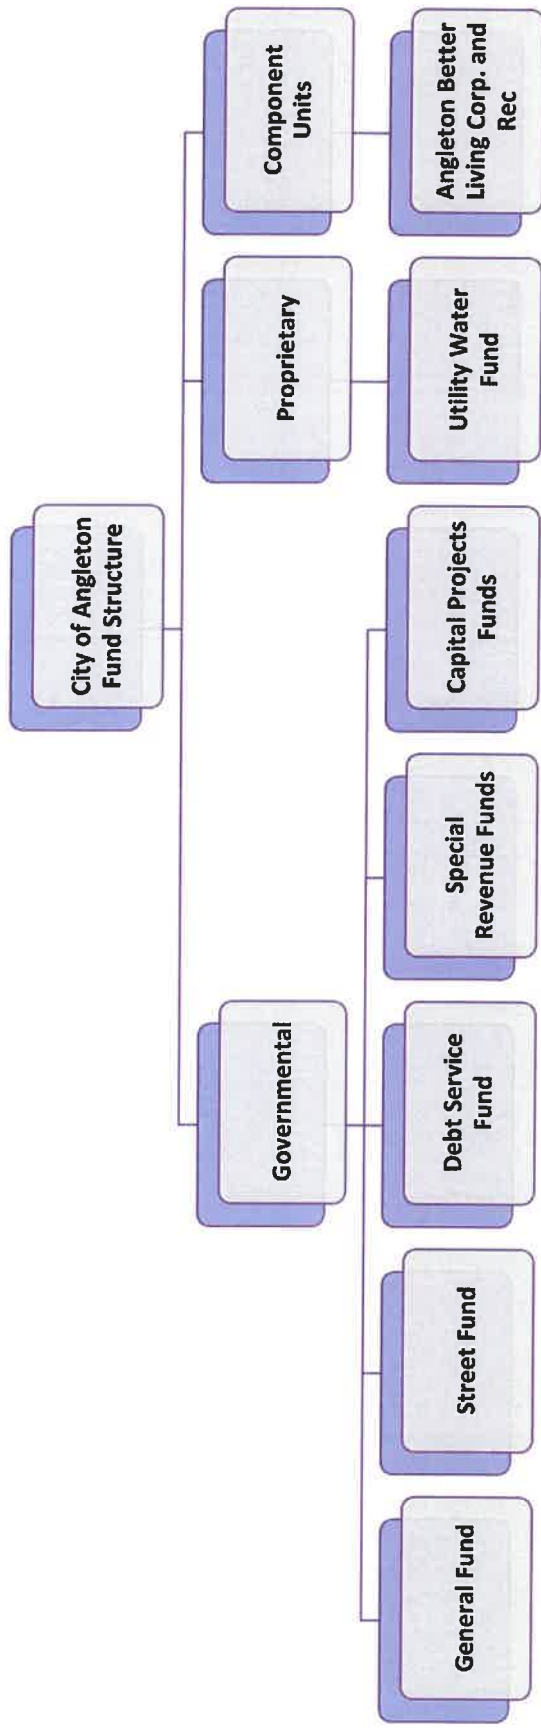 City of Angleton
Fund Structure
Governmental
Proprietary
Component
Units
General Fund
Street Fund
Debt Service
Fund
Special
Revenue Funds
Capital Projects
Funds
Utility Water
Fund
Angleton Better
Living Corp. and
Rec